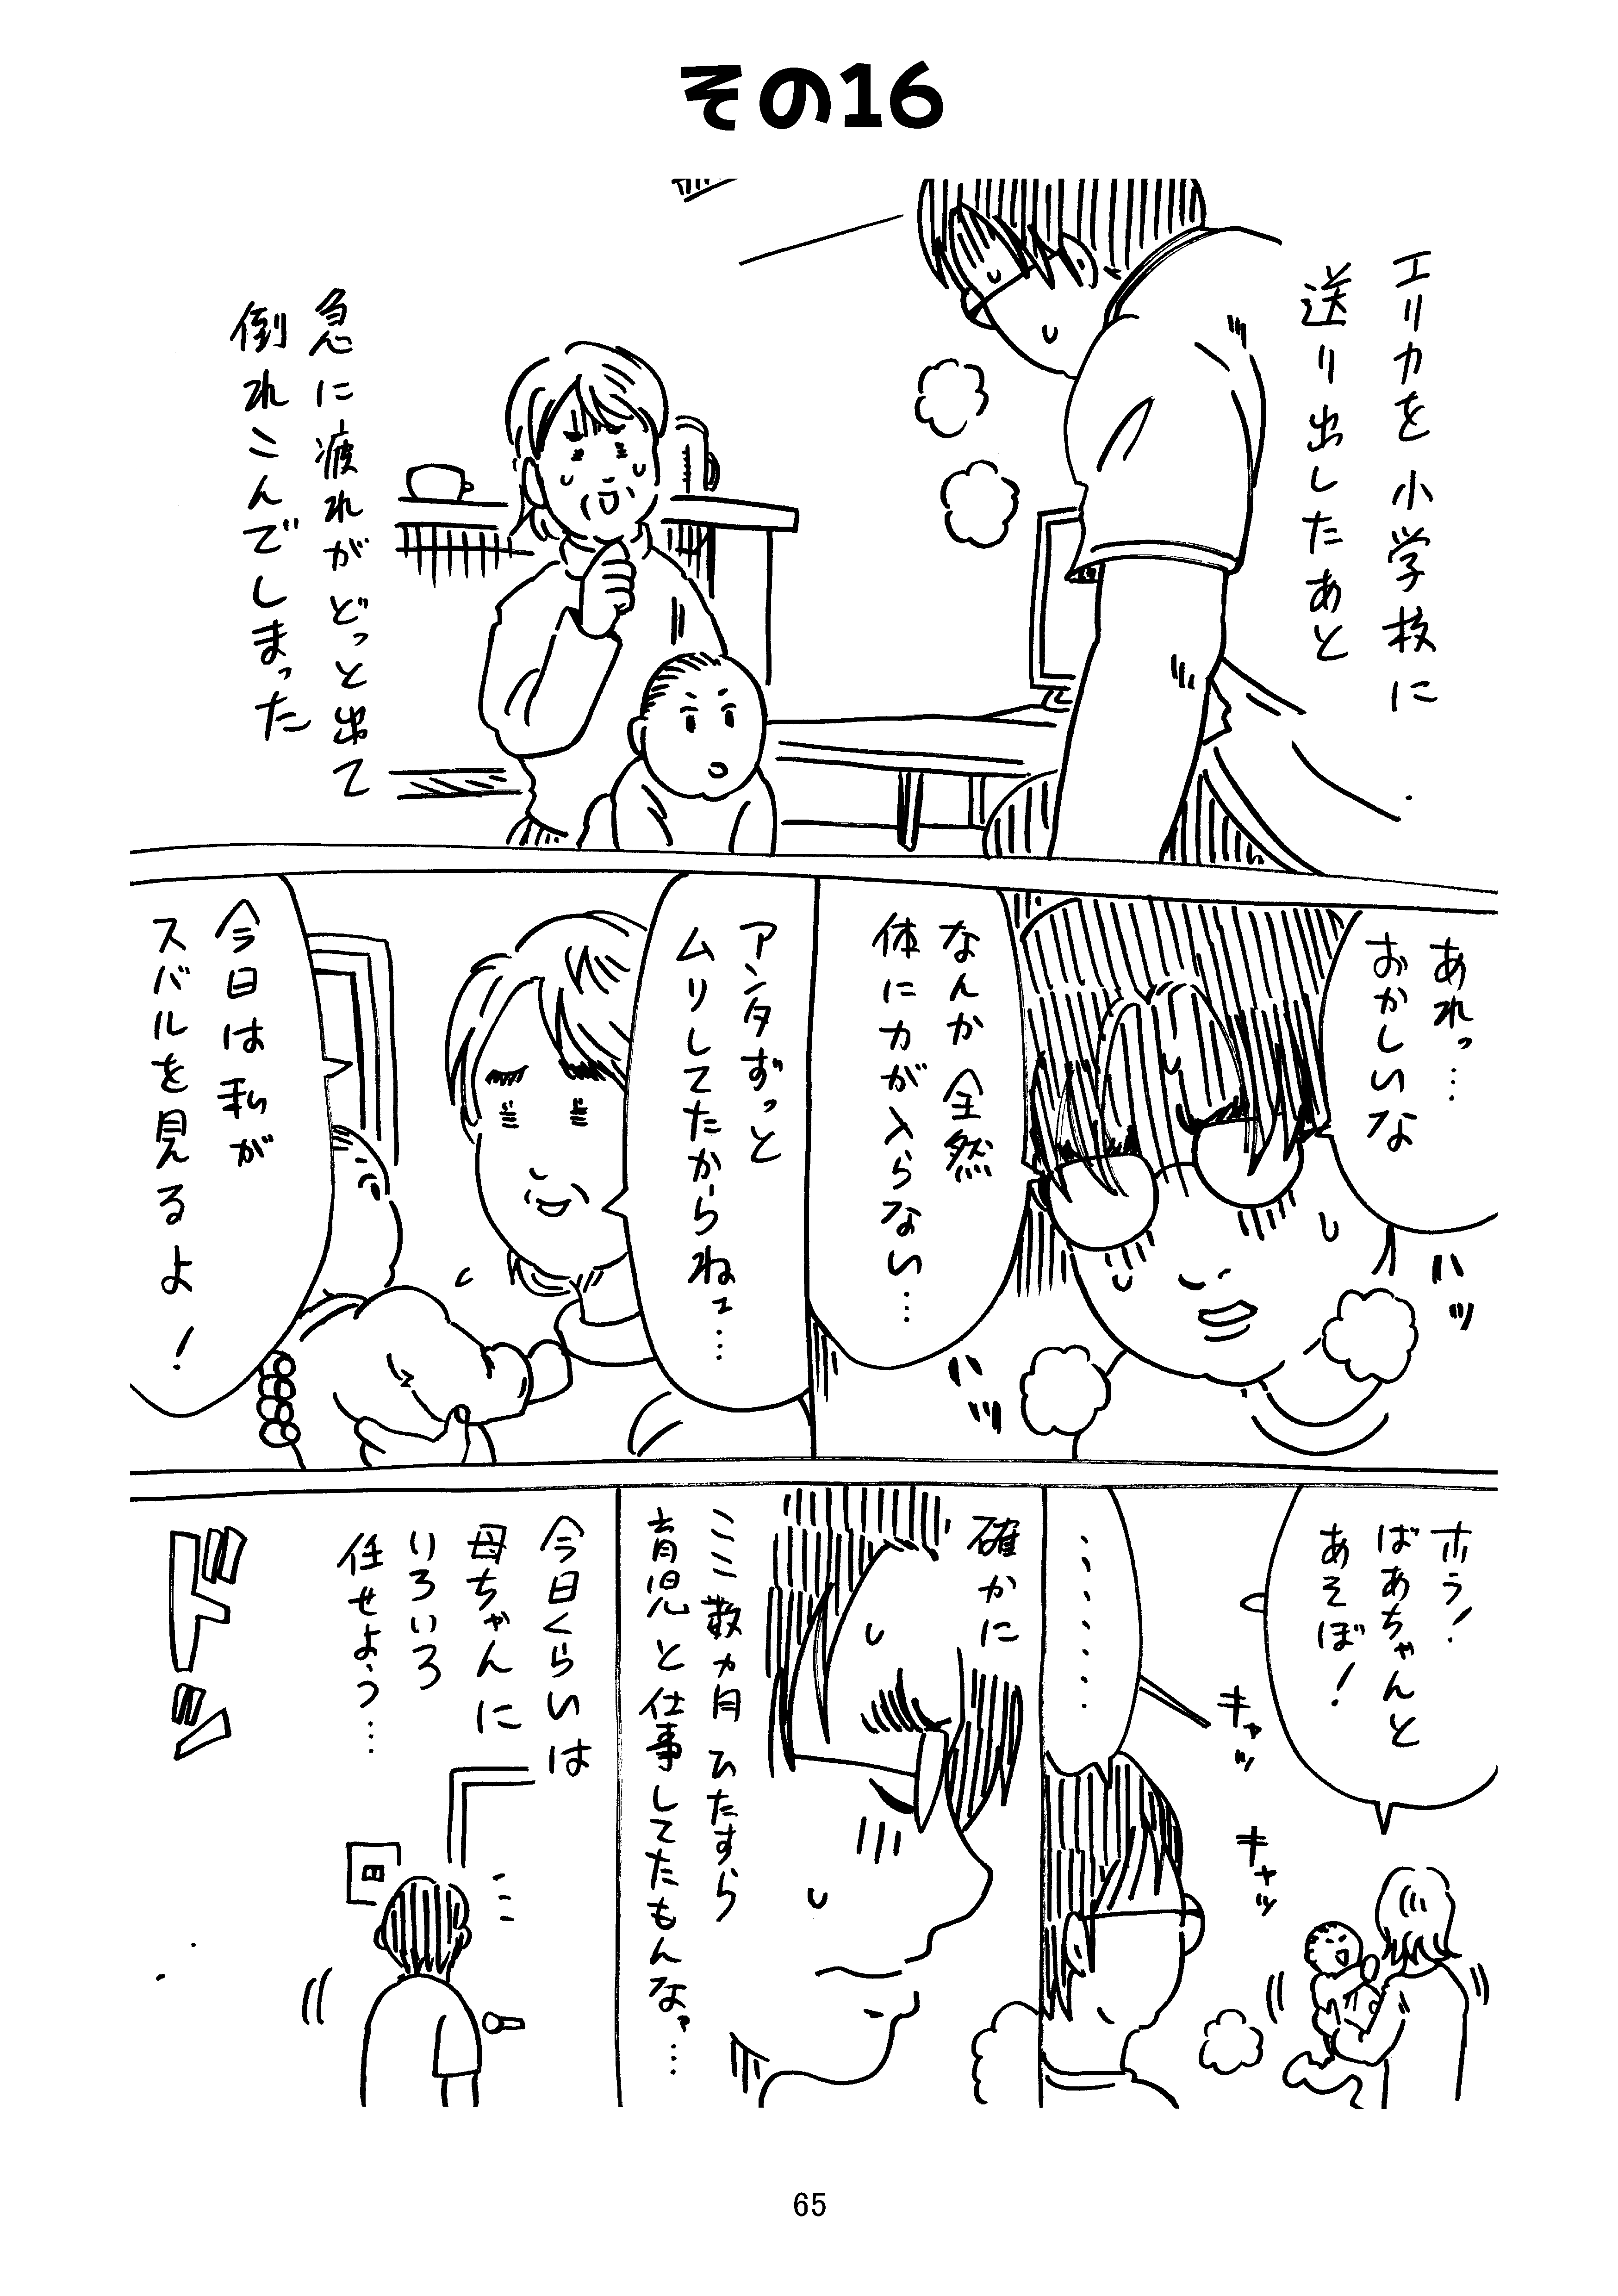 その16
エリカを小学校に
送り出したあと
急に疲れがどっと出て
倒れこんでしまった
あれっ…
おかしいな
なんか全然
体に力が入らない…
ハッ
ハッ
アンタずっと
ムリしてたからねェ…
今日は私が
スバルを見るよ！
ホラ！
ばあちゃんと
あそぼ！
キャッ
キャッ
………
確かに
ここ数ヵ月ひたすら
育児と仕事してたもんなァ…
今日くらいは
母ちゃんに
いろいろ
任せよう…
ドッ
65